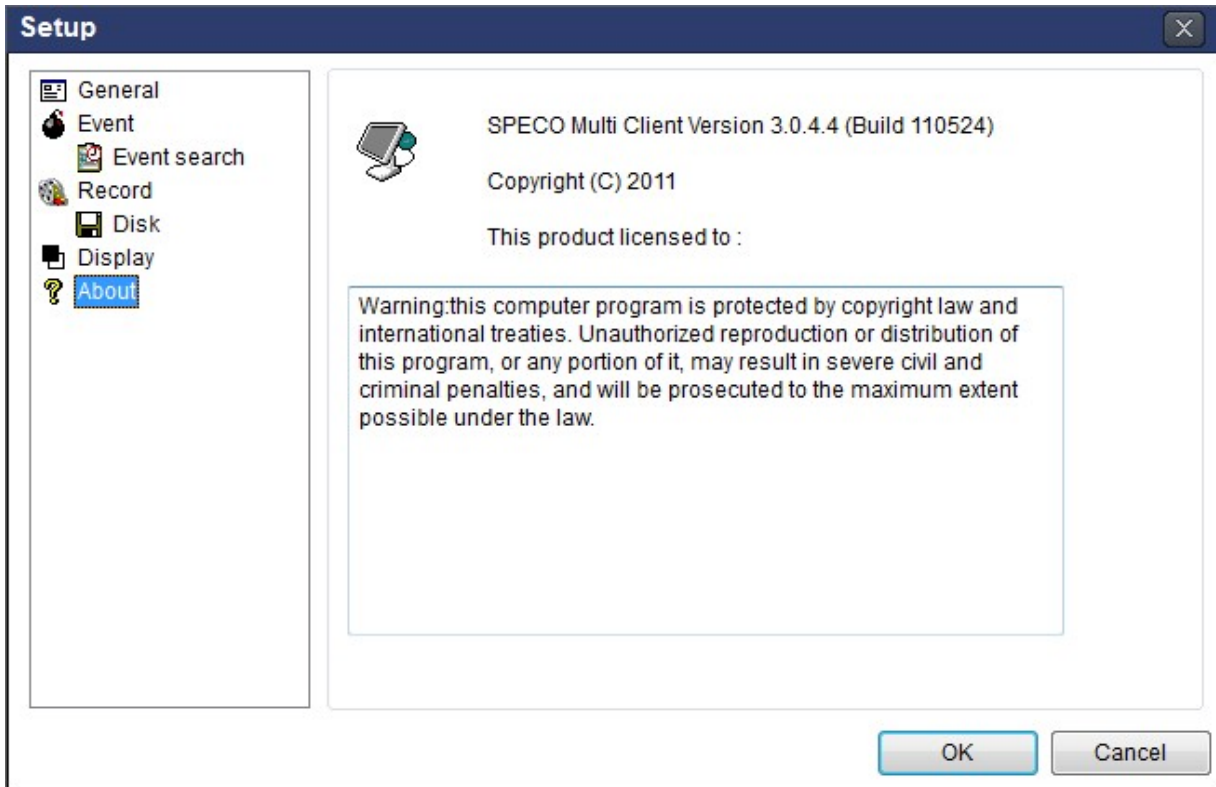 Setup
General
Event
Event search
Record
Disk
Display
About
SPECO Multi Client Version 3.0.4.4 (Build 110524)
Copyright (C) 2011
This product licensed to :
Warning:this computer program is protected by copyright law and
international treaties. Unauthorized reproduction or distribution of
this program, or any portion of it, may result in severe civil and
criminal penalties, and will be prosecuted to the maximum extent
possible under the law.
OK
Cancel